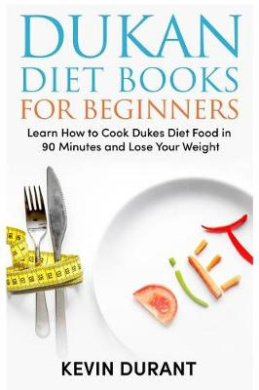 DUKAN
DIET BOOKS
FOR BEGINNERS
Learn How to Cook Dukes Diet Food in
90 Minutes and Lose Your Weight
DiET
KEVIN DURANT